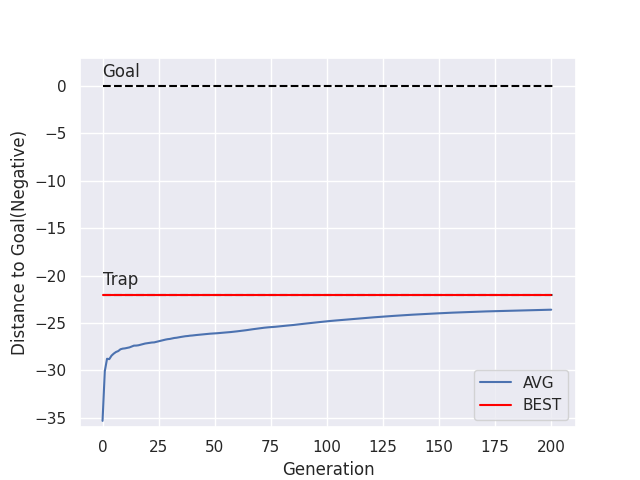 Goal
0
−5
−10
−15
−20
−25
−30
−35
Distance to Goal(Negative)
Trap
AVG
BEST
0 25 50 75 100 125 150 175 200
Generation